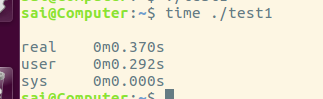 sai@Computer:~$ time ./test1
real 0m0.370s
user 0m0.292s
sys 0m0.000s
sai@Computer:~$